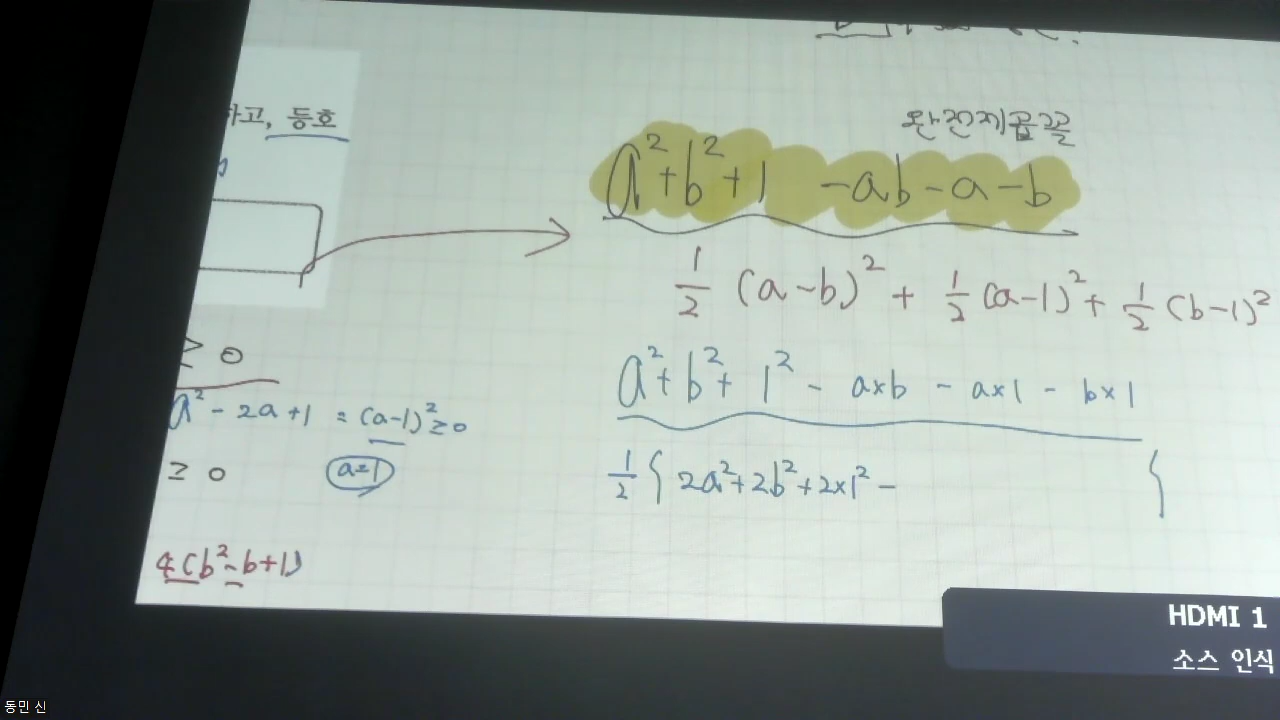 하고, 등호
완전제곱꼴
a²+b²+1 -ab-a-b
1/2 (a-b)² + 1/2 (a-1)² + 1/2 (b-1)²
≥ 0
a²+b²+1² - a×b - a×1 - b×1
a²-2a+1 = (a-1)² ≥0
≥ 0
a=1
1/2 { 2a²+2b²+2×1² - }
4(b²-b+1)
HDMI 1
소스 인식
동민 신